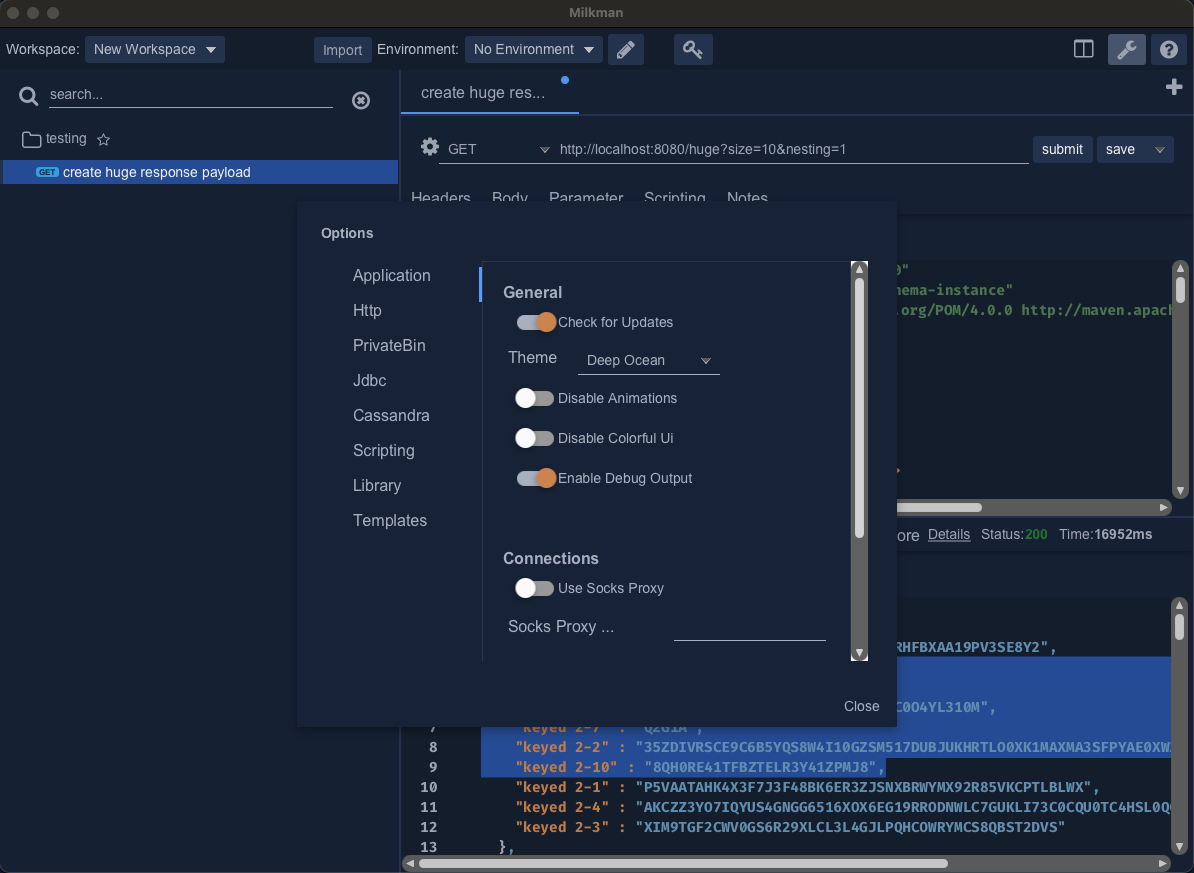 Milkman
Workspace: New Workspace Import Environment: No Environment
search...
create huge res...
testing
GET create huge response payload
GET http://localhost:8080/huge?size=10&nesting=1 submit save
Headers Body Parameter Scripting Notes
Options
Application
Http
PrivateBin
Jdbc
Cassandra
Scripting
Library
Templates
General
Check for Updates
Theme Deep Ocean
Disable Animations
Disable Colorful Ui
Enable Debug Output
Connections
Use Socks Proxy
Socks Proxy ...
Close
0"
hema-instance"
.org/POM/4.0.0 http://maven.apach
ore Details Status:200 Time:16952ms
RHFBXAA19PV3SE8Y2",
C0O4YL310M",
7 "keyed 2-7" : "QZGIA",
8 "keyed 2-2" : "35ZDIVRSCE9C6B5YQS8W4I10GZSM517DUBJUKHRTLO0XK1MAXMA3SFPYAE0XW
9 "keyed 2-10" : "8QH0RE41TFBZTELR3Y41ZPMJ8",
10 "keyed 2-1" : "P5VAATAHK4X3F7J3F48BK6ER3ZJSNXBRWYMX92R85VKCPTLBLWX",
11 "keyed 2-4" : "AKCZZ3YO7IQYUS4GNGG6516XOX6EG19RRODNWLC7GUKLI73C0CQU0TC4HSL0Q
12 "keyed 2-3" : "XIM9TGF2CWV0GS6R29XLCL3L4GJLPQHCOWRYMCS8QBST2DVS"
13 },